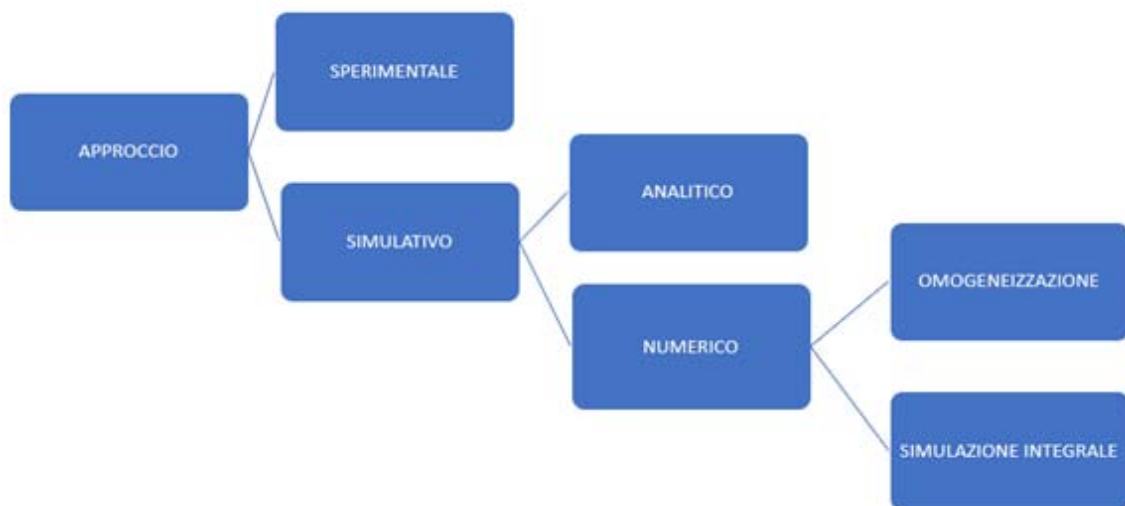 APPROCCIO
SPERIMENTALE
SIMULATIVO
ANALITICO
NUMERICO
OMOGENEIZZAZIONE
SIMULAZIONE INTEGRALE